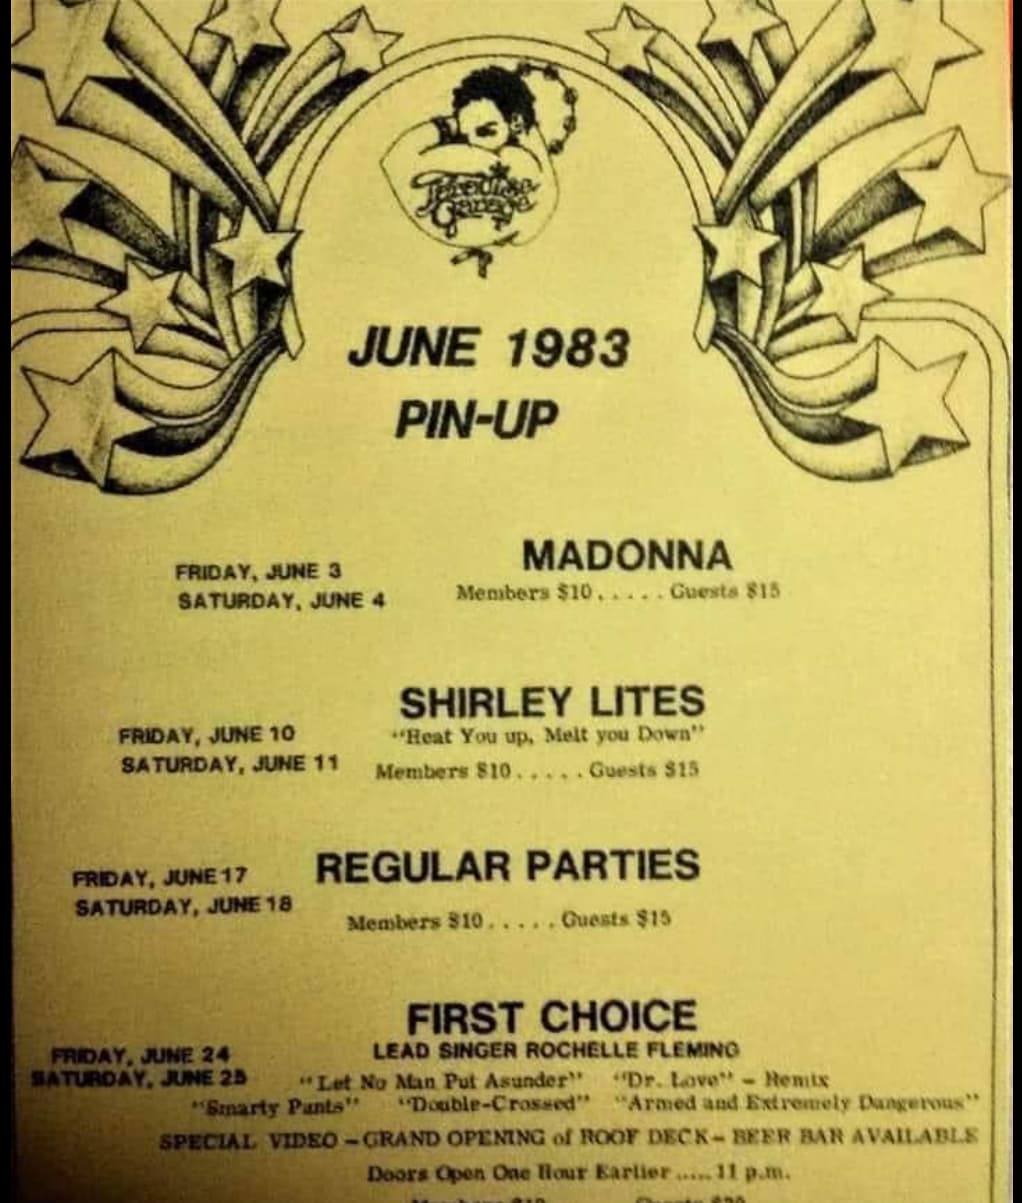 Paradise
Garage
JUNE 1983
PIN-UP
MADONNA
FRIDAY, JUNE 3
SATURDAY, JUNE 4
Members $10 . . . . . Guests $15
SHIRLEY LITES
FRIDAY, JUNE 10
"Heat You up, Melt you Down"
SATURDAY, JUNE 11
Members $10 . . . . . Guests $15
REGULAR PARTIES
FRIDAY, JUNE 17
SATURDAY, JUNE 18
Members $10 . . . . . Guests $15
FIRST CHOICE
LEAD SINGER ROCHELLE FLEMING
FRIDAY, JUNE 24
SATURDAY, JUNE 25
"Let No Man Put Asunder" "Dr. Love" - Remix
"Smarty Pants" "Double-Crossed" "Armed and Extremely Dangerous"
SPECIAL VIDEO - GRAND OPENING of ROOF DECK - BEER BAR AVAILABLE
Doors Open One Hour Earlier ..... 11 p.m.